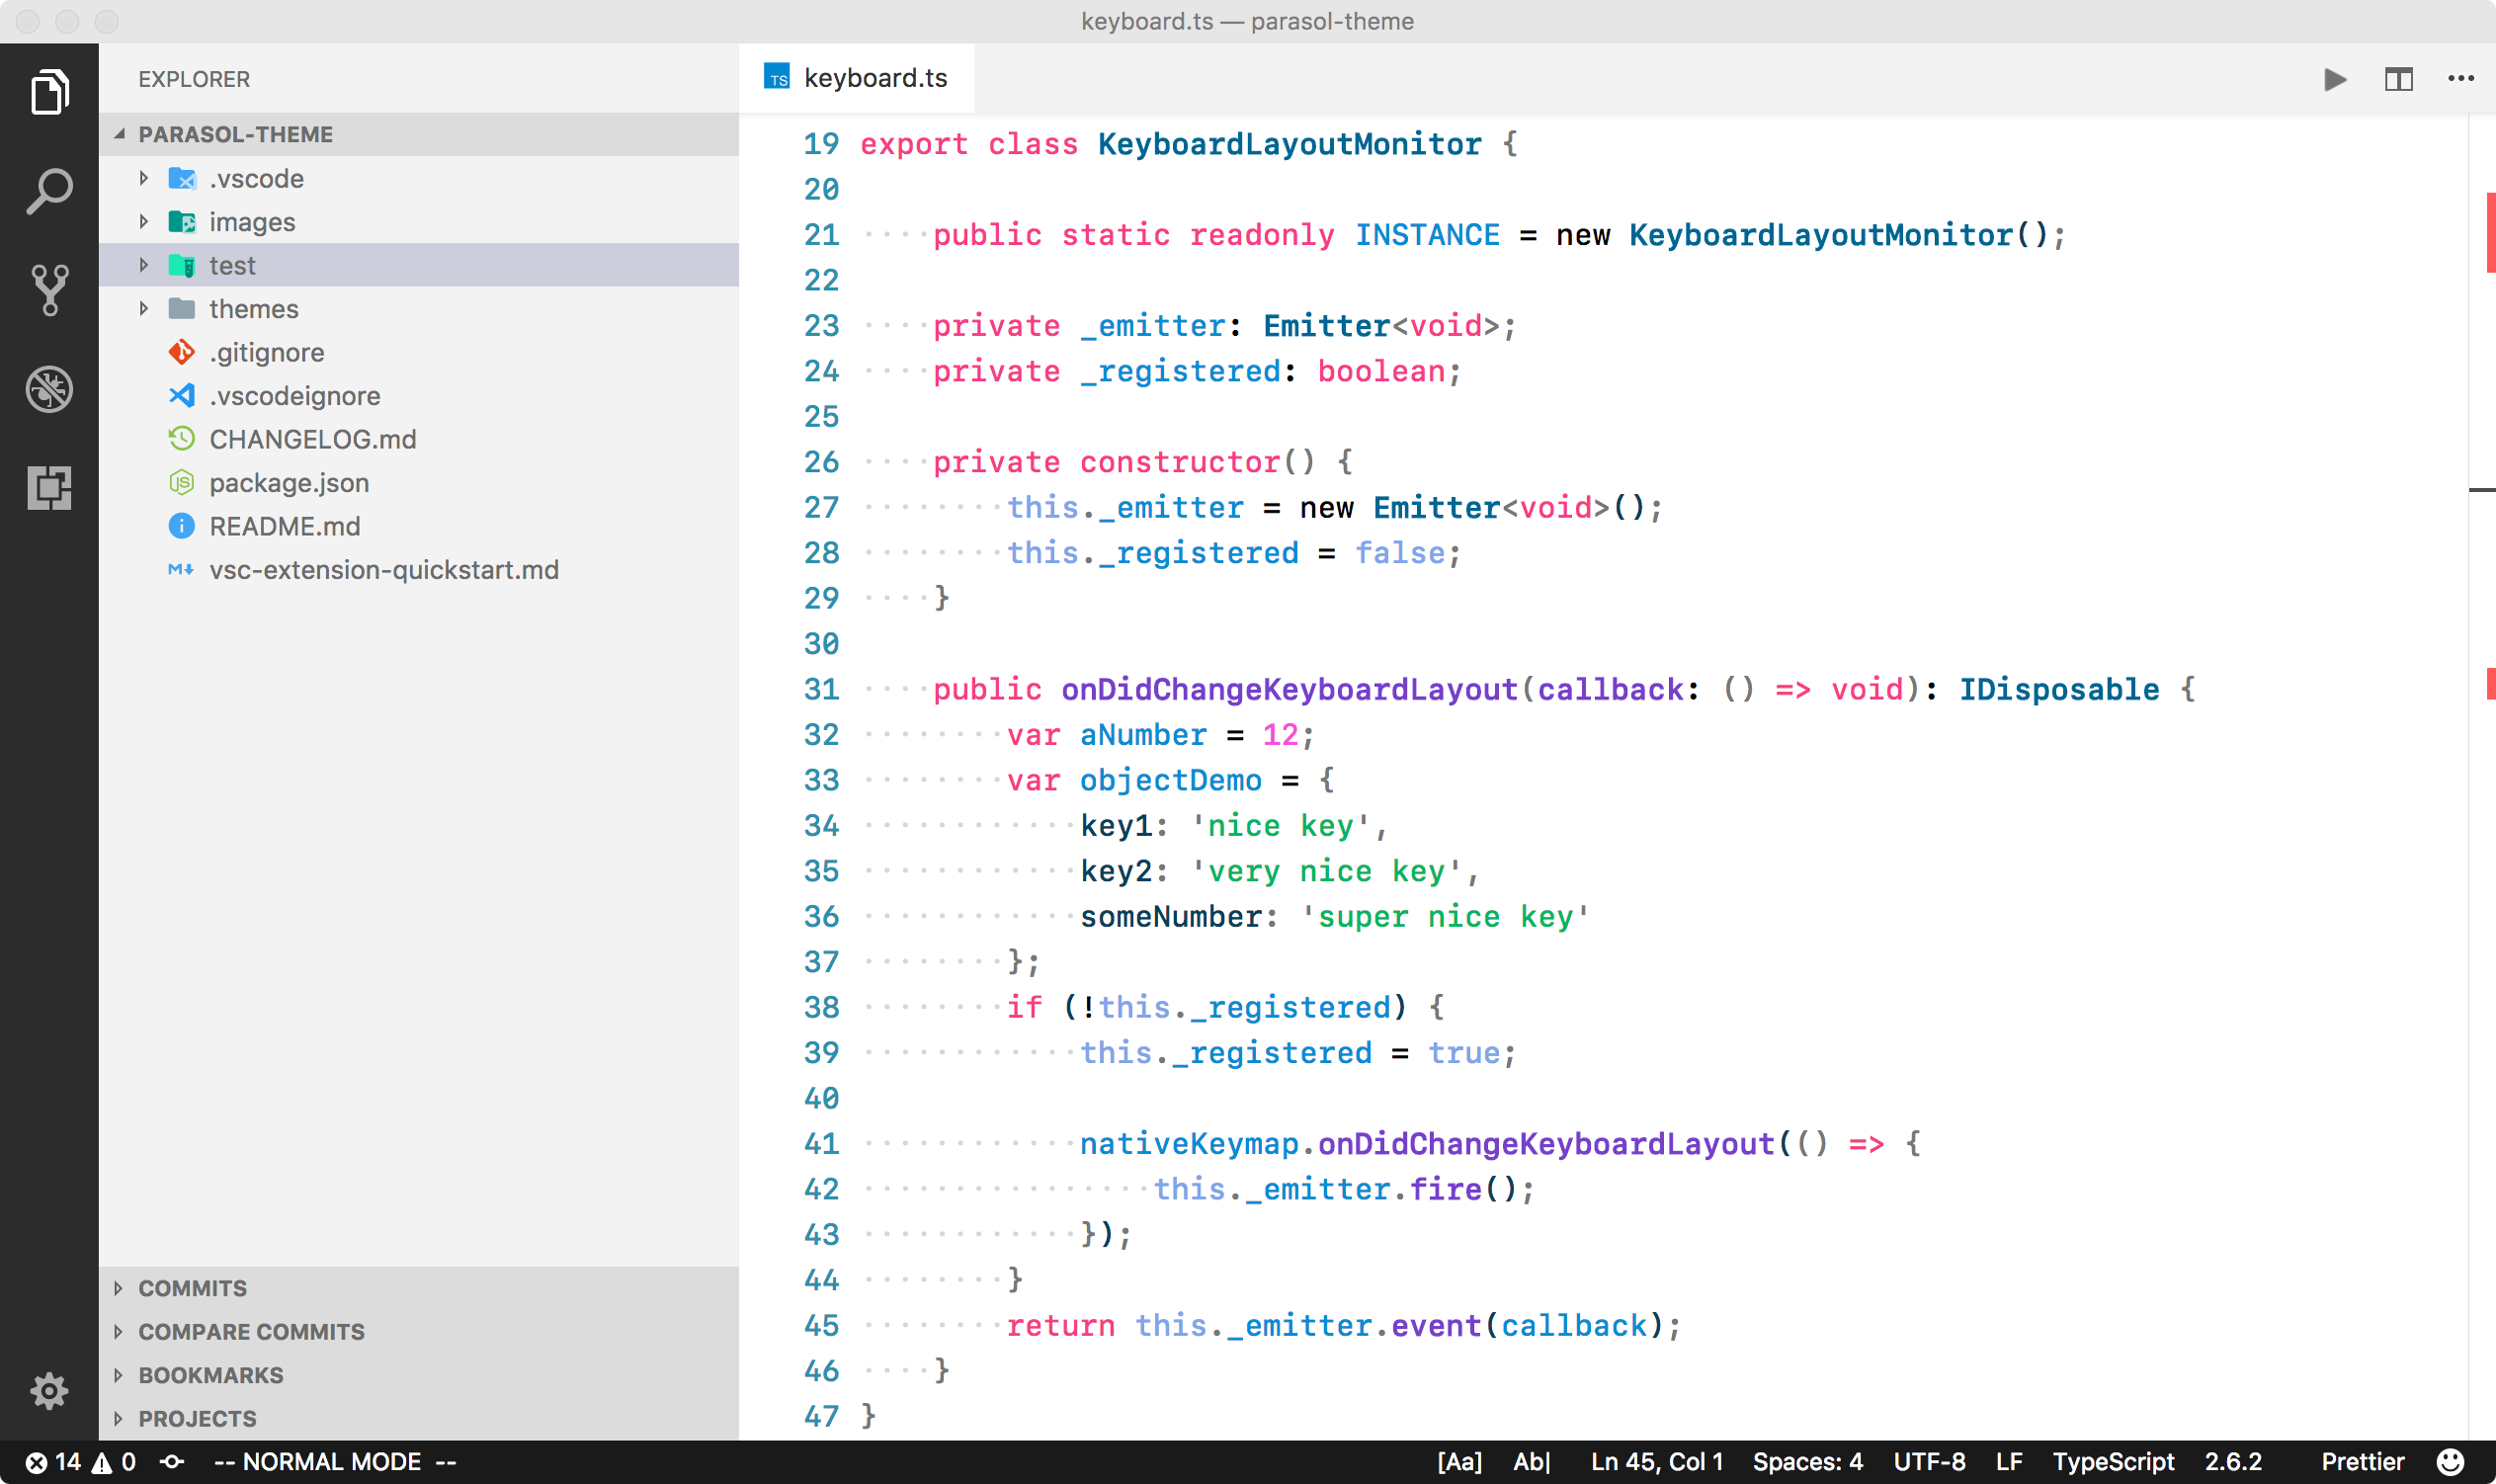 keyboard.ts — parasol-theme
EXPLORER
PARASOL-THEME
.vscode
images
test
themes
.gitignore
.vscodeignore
CHANGELOG.md
package.json
README.md
vsc-extension-quickstart.md
COMMITS
COMPARE COMMITS
BOOKMARKS
PROJECTS
TS keyboard.ts
19 export class KeyboardLayoutMonitor {
20
21 ····public static readonly INSTANCE = new KeyboardLayoutMonitor();
22
23 ····private _emitter: Emitter<void>;
24 ····private _registered: boolean;
25
26 ····private constructor() {
27 ········this._emitter = new Emitter<void>();
28 ········this._registered = false;
29 ····}
30
31 ····public onDidChangeKeyboardLayout(callback: () => void): IDisposable {
32 ········var aNumber = 12;
33 ········var objectDemo = {
34 ············key1: 'nice key',
35 ············key2: 'very nice key',
36 ············someNumber: 'super nice key'
37 ········};
38 ········if (!this._registered) {
39 ············this._registered = true;
40
41 ············nativeKeymap.onDidChangeKeyboardLayout(() => {
42 ················this._emitter.fire();
43 ············});
44 ········}
45 ········return this._emitter.event(callback);
46 ····}
47 }
14 0 -- NORMAL MODE -- [Aa] Ab| Ln 45, Col 1 Spaces: 4 UTF-8 LF TypeScript 2.6.2 Prettier